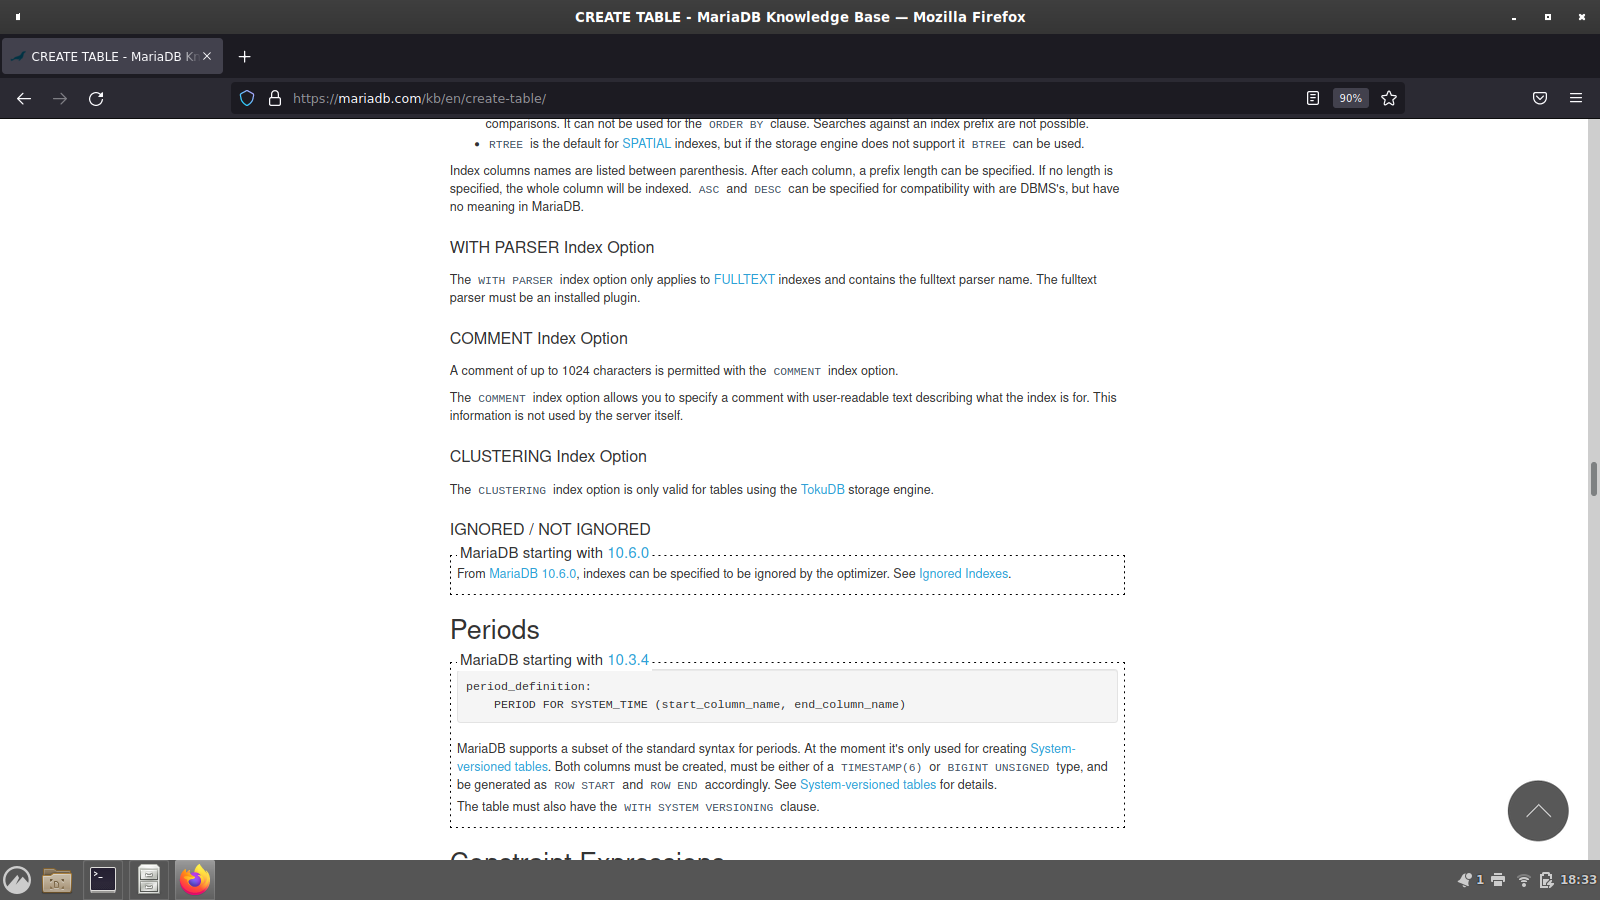 CREATE TABLE - MariaDB Knowledge Base — Mozilla Firefox
CREATE TABLE - MariaDB Kn
https://mariadb.com/kb/en/create-table/
90%
comparisons. It can not be used for the ORDER BY clause. Searches against an index prefix are not possible.
• RTREE is the default for SPATIAL indexes, but if the storage engine does not support it BTREE can be used.
Index columns names are listed between parenthesis. After each column, a prefix length can be specified. If no length is
specified, the whole column will be indexed. ASC and DESC can be specified for compatibility with are DBMS's, but have
no meaning in MariaDB.
WITH PARSER Index Option
The WITH PARSER index option only applies to FULLTEXT indexes and contains the fulltext parser name. The fulltext
parser must be an installed plugin.
COMMENT Index Option
A comment of up to 1024 characters is permitted with the COMMENT index option.
The COMMENT index option allows you to specify a comment with user-readable text describing what the index is for. This
information is not used by the server itself.
CLUSTERING Index Option
The CLUSTERING index option is only valid for tables using the TokuDB storage engine.
IGNORED / NOT IGNORED
MariaDB starting with 10.6.0
From MariaDB 10.6.0, indexes can be specified to be ignored by the optimizer. See Ignored Indexes.
Periods
MariaDB starting with 10.3.4
period_definition:
PERIOD FOR SYSTEM_TIME (start_column_name, end_column_name)
MariaDB supports a subset of the standard syntax for periods. At the moment it's only used for creating System-
versioned tables. Both columns must be created, must be either of a TIMESTAMP(6) or BIGINT UNSIGNED type, and
be generated as ROW START and ROW END accordingly. See System-versioned tables for details.
The table must also have the WITH SYSTEM VERSIONING clause.
Constraint Expressions
1
18:33